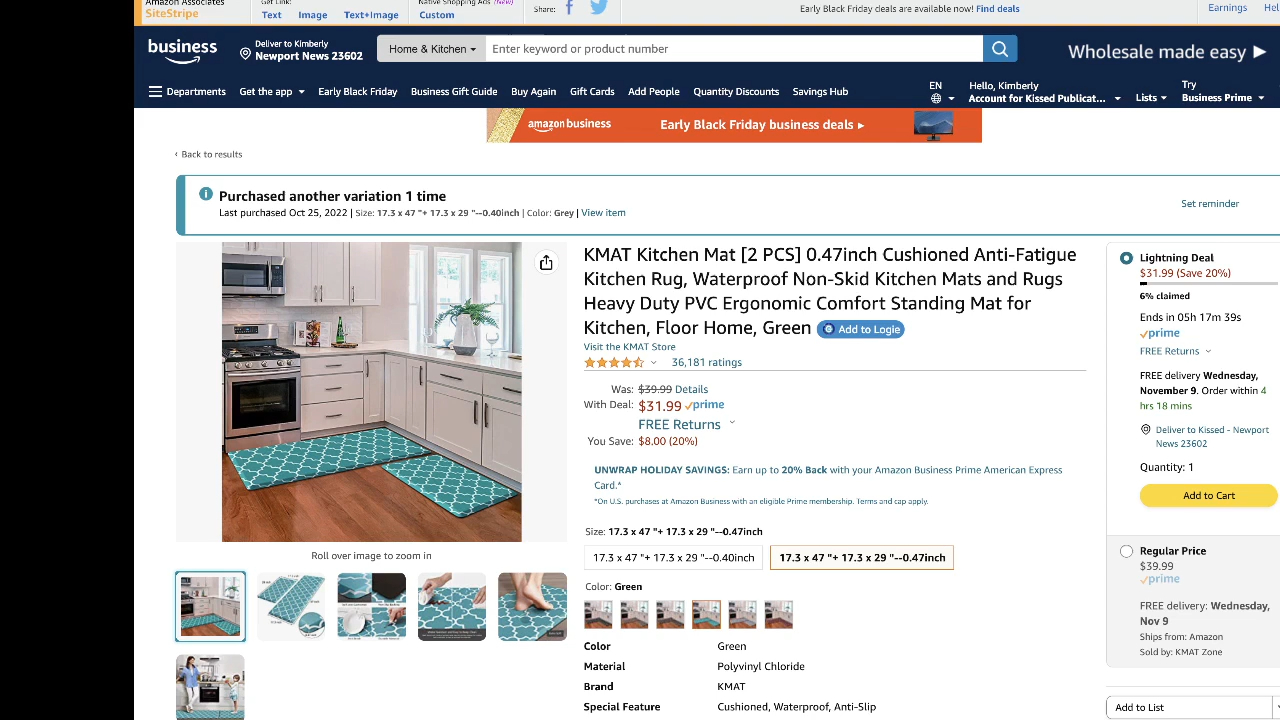 Amazon Associates
SiteStripe
Get Link:
Text Image Text+Image
Native Shopping Ads (New)
Custom
Share:
Early Black Friday deals are available now! Find deals
Earnings Hel
business
Deliver to Kimberly
Newport News 23602
Home & Kitchen
Enter keyword or product number
Wholesale made easy
Departments
Get the app
Early Black Friday
Business Gift Guide
Buy Again
Gift Cards
Add People
Quantity Discounts
Savings Hub
EN
Hello, Kimberly
Account for Kissed Publicat...
Lists
Try
Business Prime
amazon business
Early Black Friday business deals
‹ Back to results
Purchased another variation 1 time
Last purchased Oct 25, 2022 | Size: 17.3 x 47 "+ 17.3 x 29 "--0.40inch | Color: Grey | View item
Set reminder
KMAT Kitchen Mat [2 PCS] 0.47inch Cushioned Anti-Fatigue
Kitchen Rug, Waterproof Non-Skid Kitchen Mats and Rugs
Heavy Duty PVC Ergonomic Comfort Standing Mat for
Kitchen, Floor Home, Green Add to Logie
Visit the KMAT Store
36,181 ratings
Was: $39.99 Details
With Deal: $31.99 prime
FREE Returns
You Save: $8.00 (20%)
UNWRAP HOLIDAY SAVINGS: Earn up to 20% Back with your Amazon Business Prime American Express
Card.*
*On U.S. purchases at Amazon Business with an eligible Prime membership. Terms and cap apply.
Size: 17.3 x 47 "+ 17.3 x 29 "--0.47inch
17.3 x 47 "+ 17.3 x 29 "--0.40inch
17.3 x 47 "+ 17.3 x 29 "--0.47inch
Color: Green
Color Green
Material Polyvinyl Chloride
Brand KMAT
Special Feature Cushioned, Waterproof, Anti-Slip
Roll over image to zoom in
Lightning Deal
$31.99 (Save 20%)
6% claimed
Ends in 05h 17m 39s
prime
FREE Returns
FREE delivery Wednesday,
November 9. Order within 4
hrs 18 mins
Deliver to Kissed - Newport
News 23602
Quantity: 1
Add to Cart
Regular Price
$39.99
prime
FREE delivery: Wednesday,
Nov 9
Ships from: Amazon
Sold by: KMAT Zone
Add to List